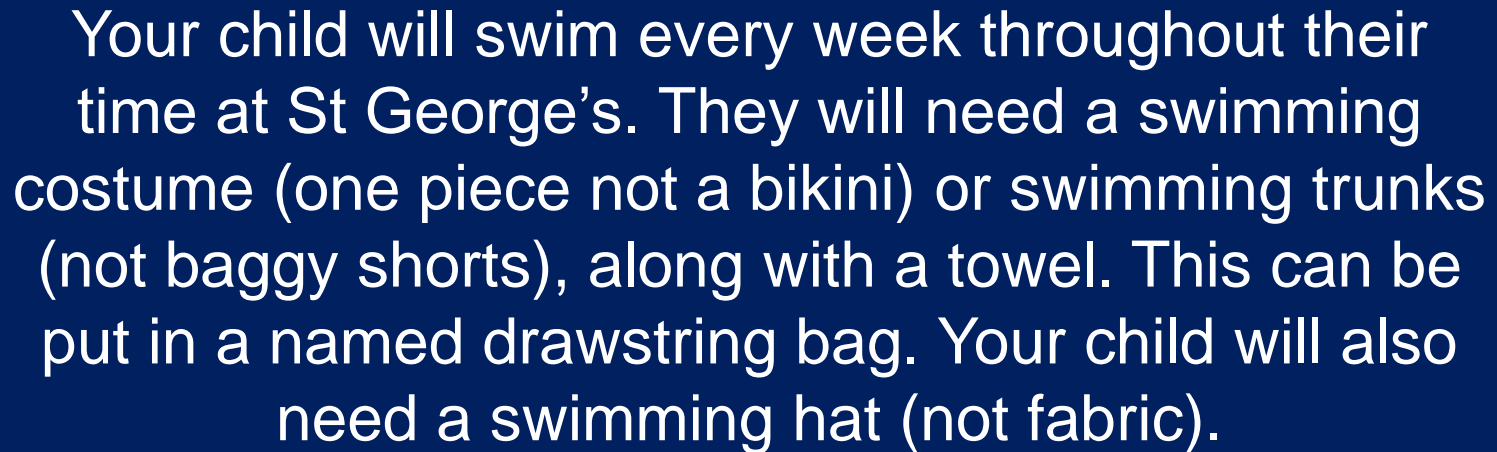 Your child will swim every week throughout their
time at St George’s. They will need a swimming
costume (one piece not a bikini) or swimming trunks
(not baggy shorts), along with a towel. This can be
put in a named drawstring bag. Your child will also
need a swimming hat (not fabric).